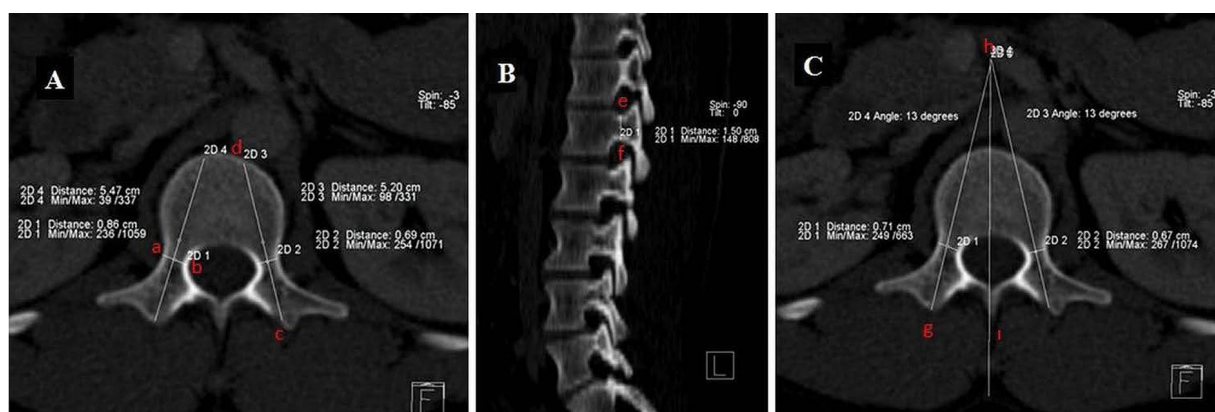 A
Spin: -3
Tilt: -85
d
2D 4
2D 3
2D 4 Distance: 5.47 cm
2D 4 Min/Max: 39 /337
2D 3 Distance: 5.20 cm
2D 3 Min/Max: 98 /331
2D 1 Distance: 0.86 cm
2D 1 Min/Max: 236 /1059
2D 2 Distance: 0.69 cm
2D 2 Min/Max: 254 /1071
a
2D 1
b
2D 2
c
F
B
e
Spin: -90
Tilt: 0
2D 1
2D 1 Distance: 1.50 cm
2D 1 Min/Max: 148 /808
f
L
C
h
Spin: -3
Tilt: -85
2D 4 Angle: 13 degrees
2D 3 Angle: 13 degrees
2D 1 Distance: 0.71 cm
2D 1 Min/Max: 249 /663
2D 1
2D 2
2D 2 Distance: 0.67 cm
2D 2 Min/Max: 267 /1074
g
ı
F